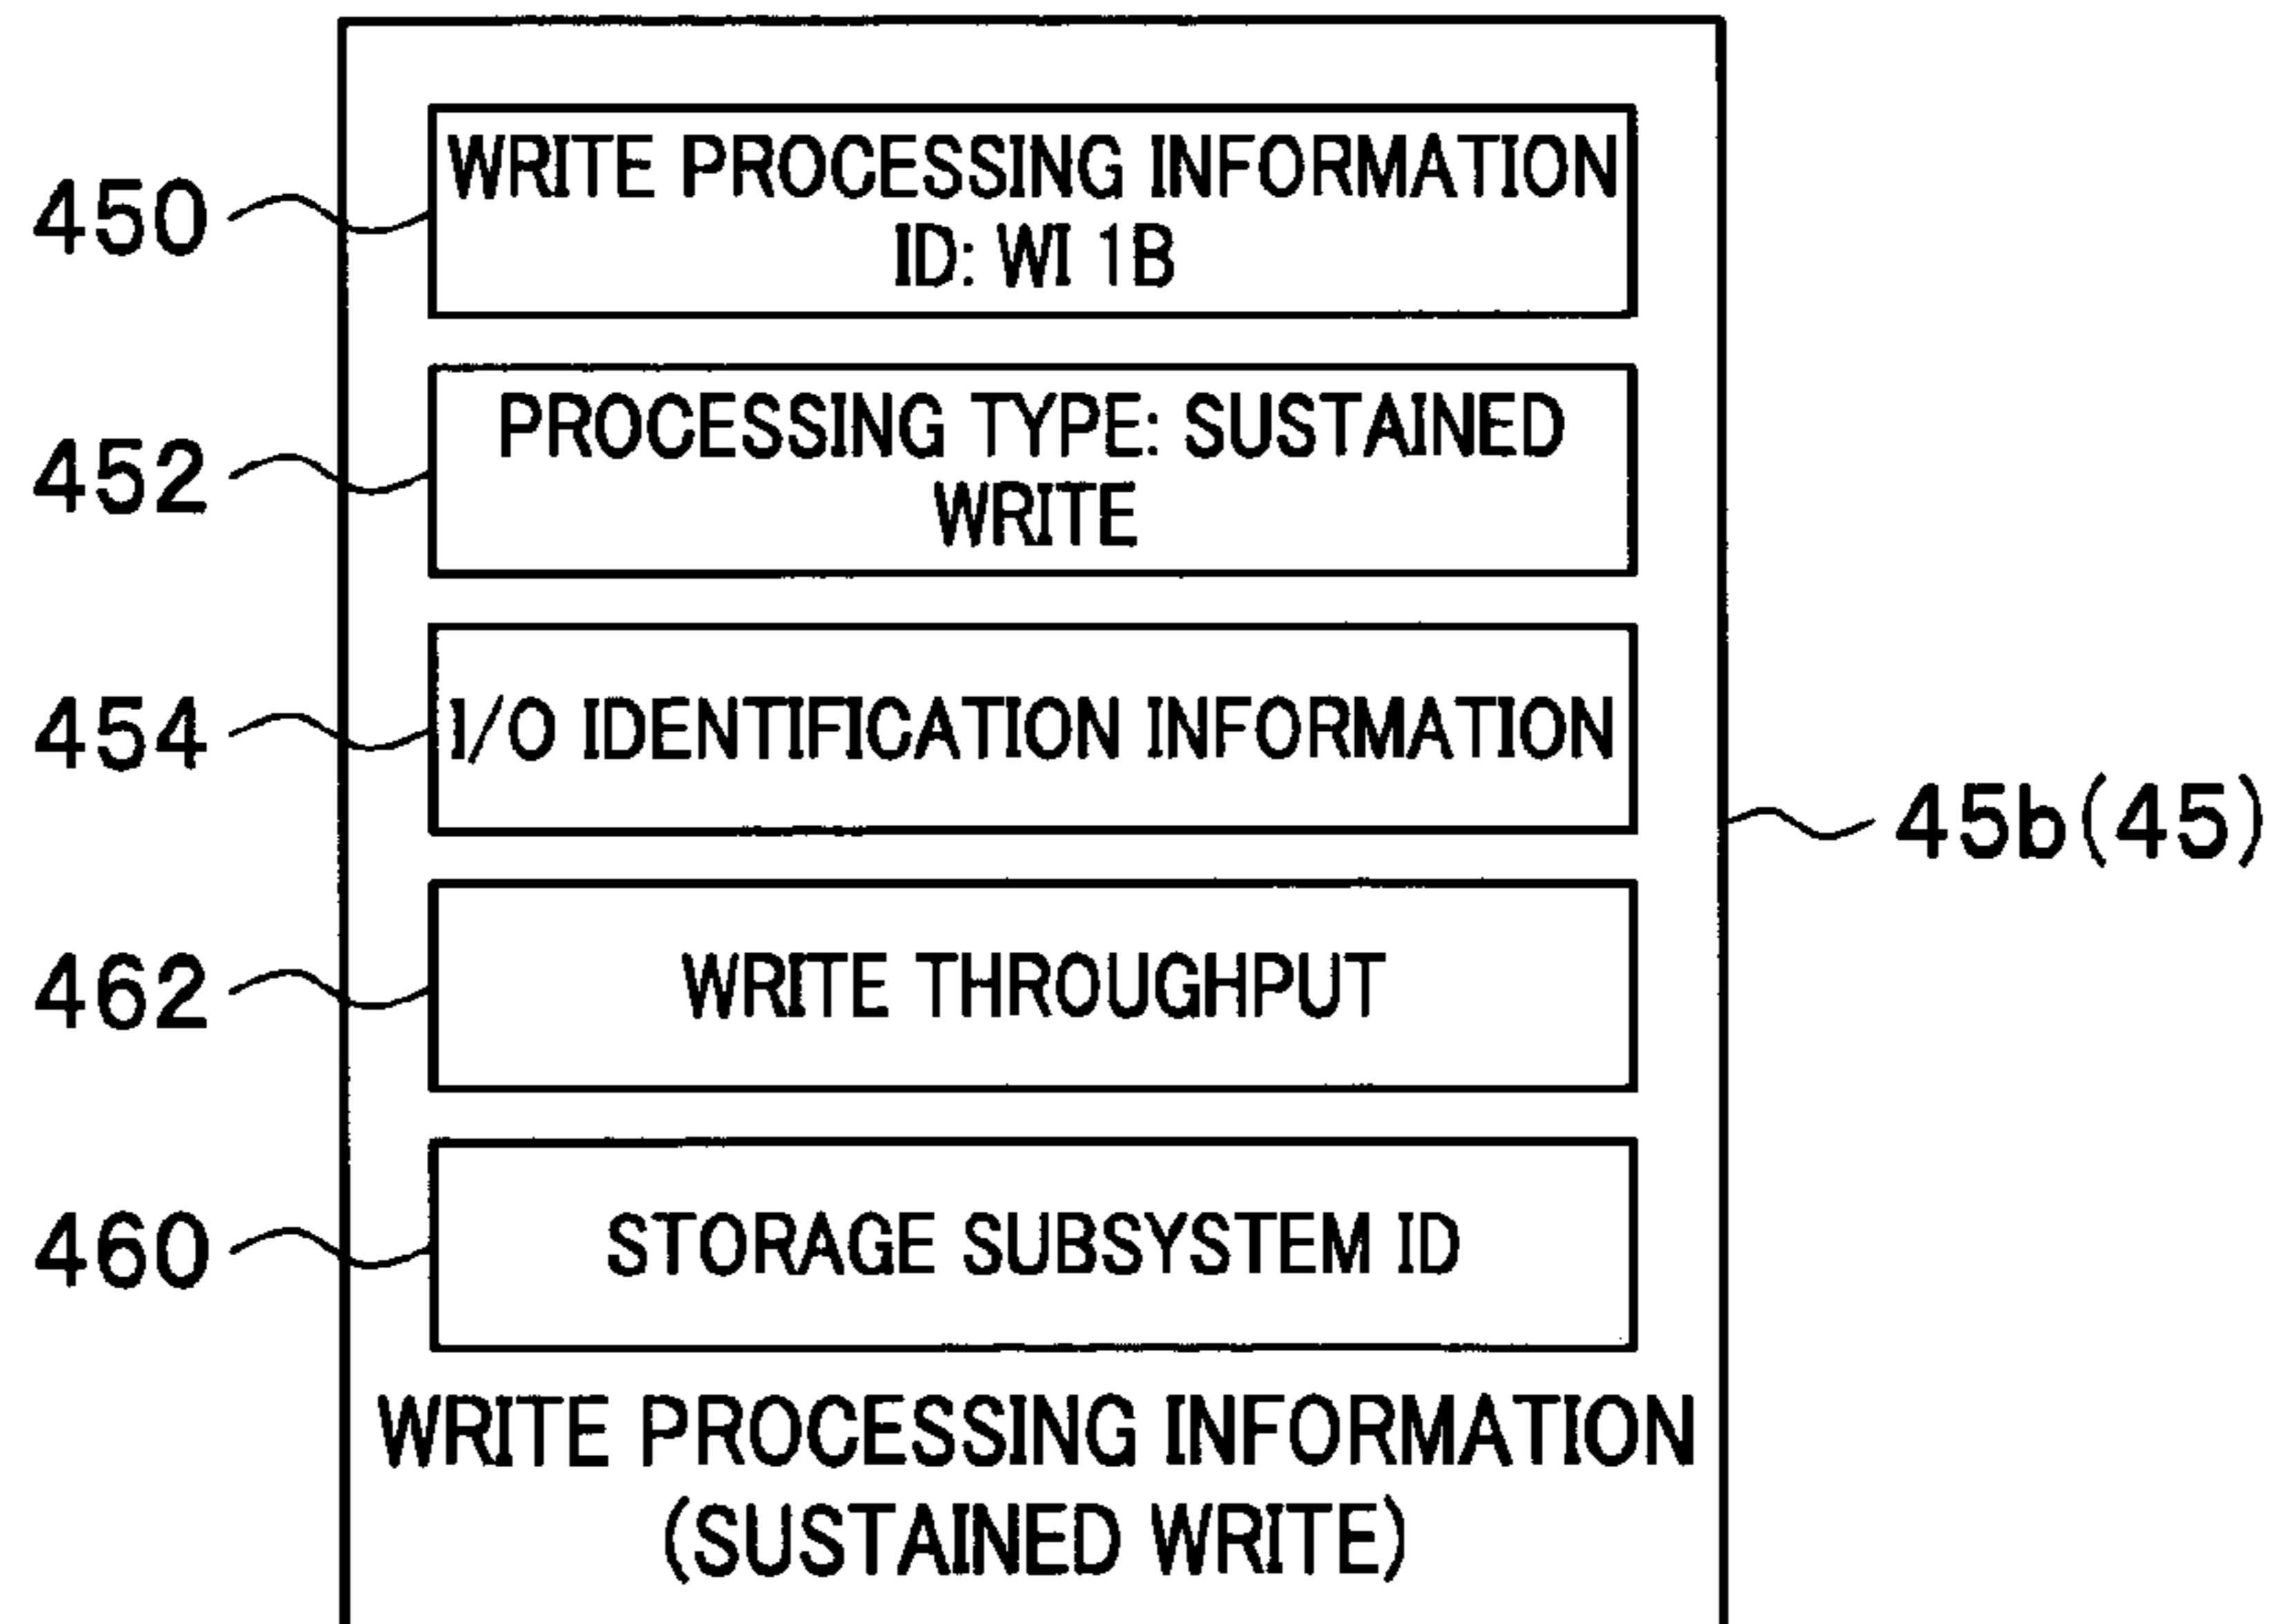 450
WRITE PROCESSING INFORMATION
ID: WI 1B
452
PROCESSING TYPE: SUSTAINED
WRITE
454
I/O IDENTIFICATION INFORMATION
45b(45)
462
WRITE THROUGHPUT
460
STORAGE SUBSYSTEM ID
WRITE PROCESSING INFORMATION
(SUSTAINED WRITE)